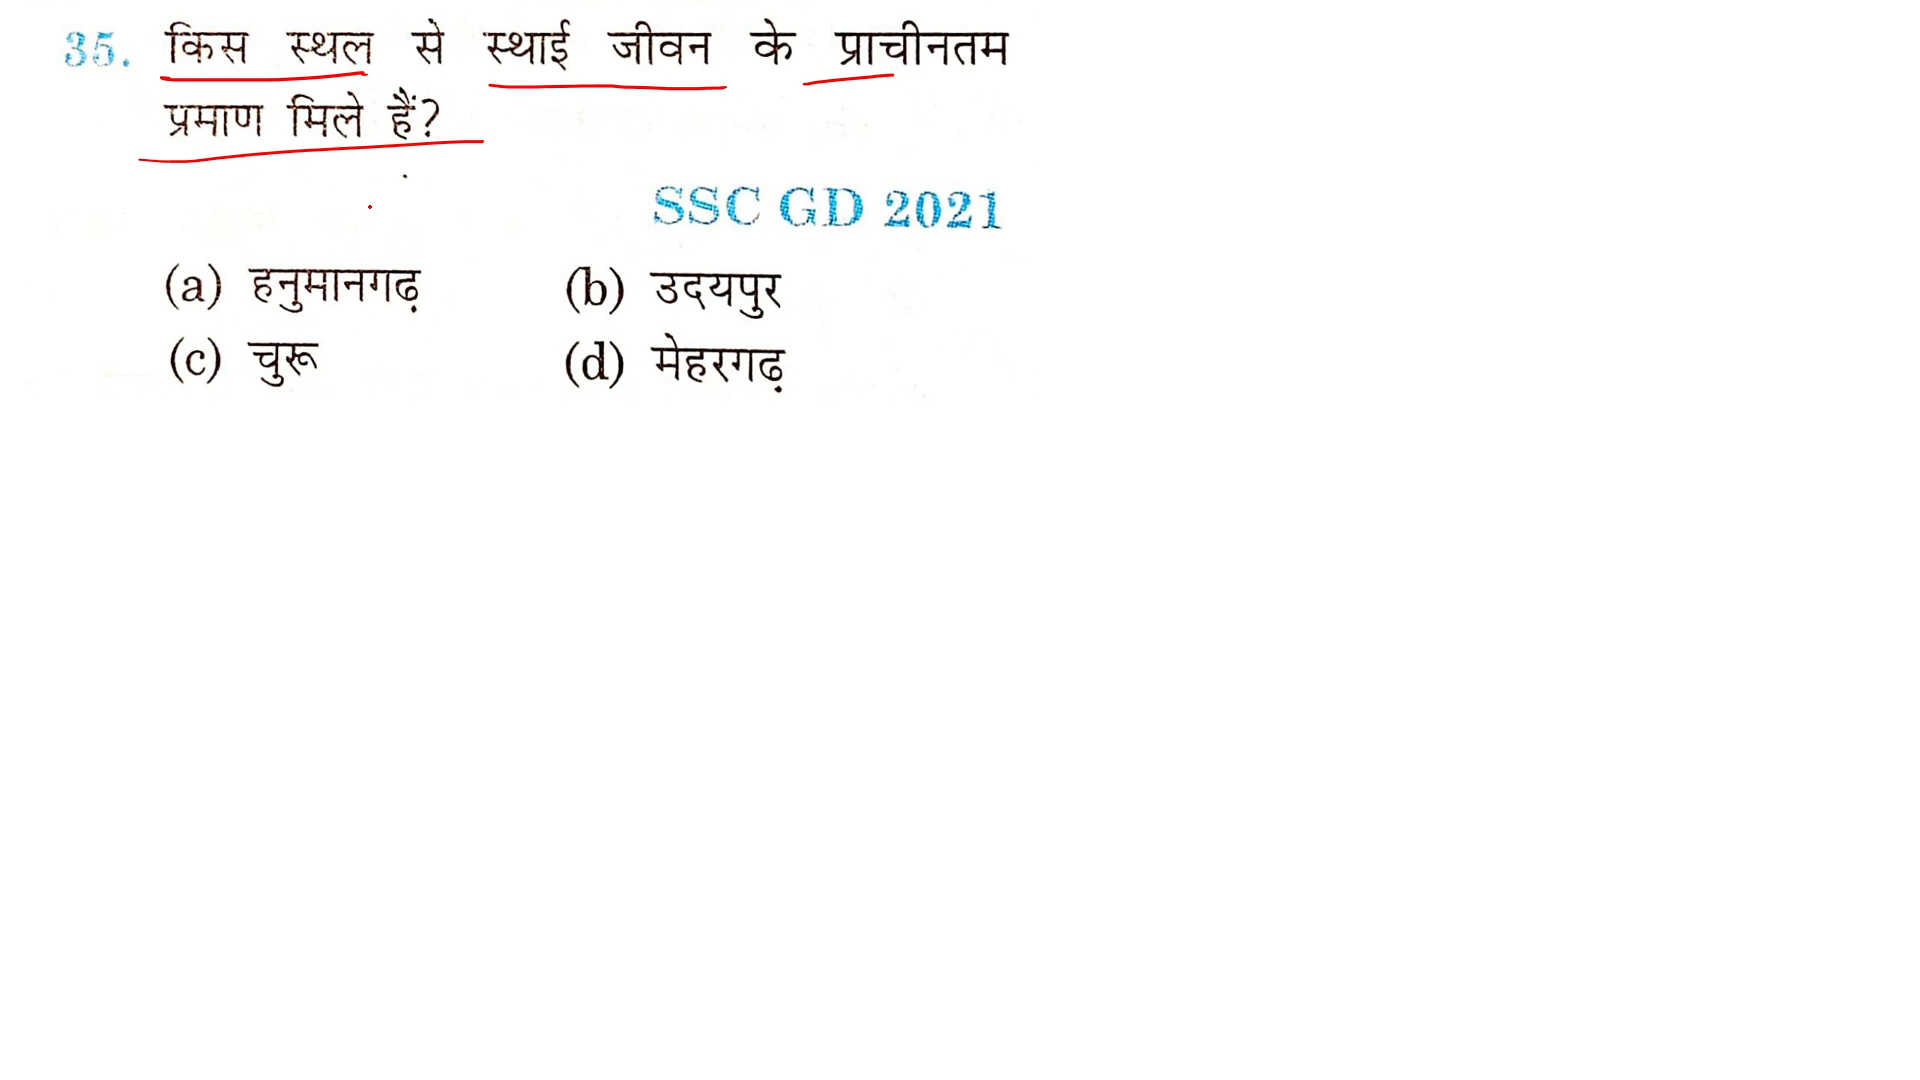 35. किस स्थल से स्थाई जीवन के प्राचीनतम
प्रमाण मिले हैं?
SSC GD 2021
(a) हनुमानगढ़ (b) उदयपुर
(c) चुरू (d) मेहरगढ़